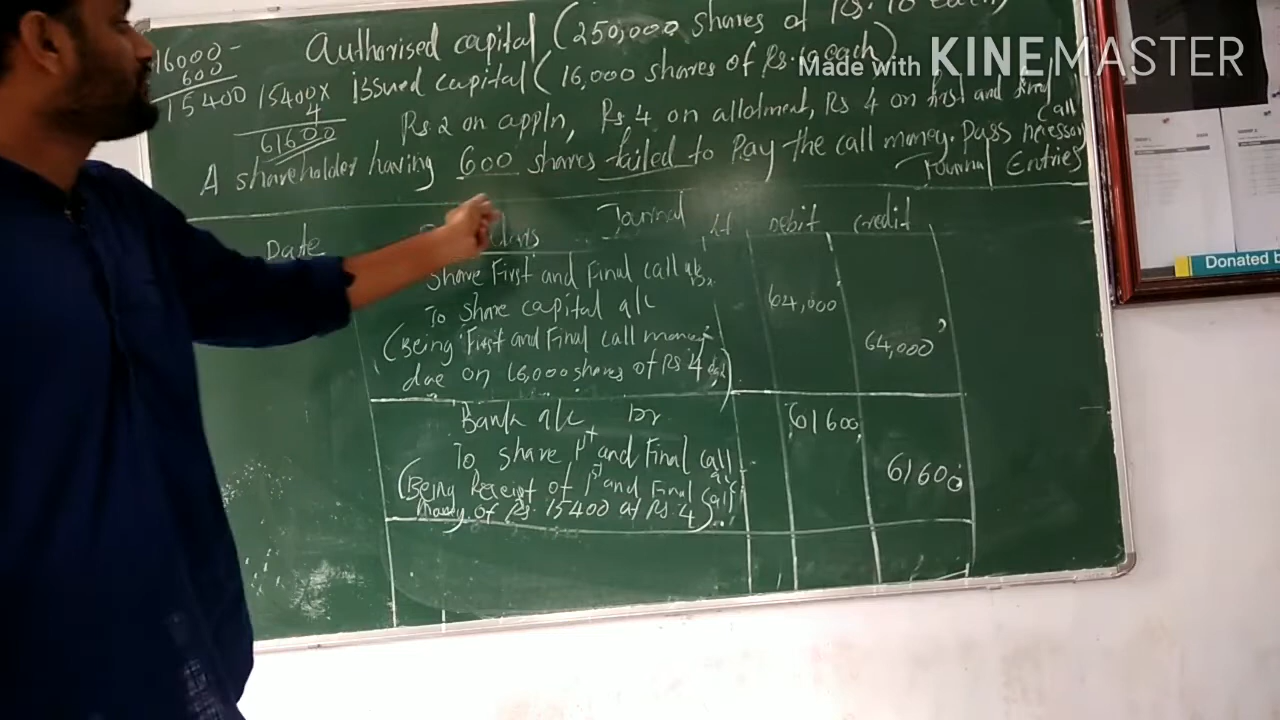 Authorised capital (250,000 shares of Rs. 10 each)
Made with KINEMASTER
16000 -
600
15400
15400 x
4
61600
issued capital (16,000 shares of Rs. 10 each)
Rs 2 on appln, Rs 4 on allotment, Rs 4 on first and final call
A shareholder having 600 shares failed to Pay the call money. Pass necessary
Journal Entries
Journal
Date lf Debit Credit
Share First and Final call a/c
To share capital a/c 64,000
(Being First and Final call money 64,000
due on 16,000 shares of Rs 4
Bank a/c Dr 61600
To share 1st and Final call
(Being Receipt of 1st and Final call 61600
money of Rs. 15400 at Rs. 4)
Donated b